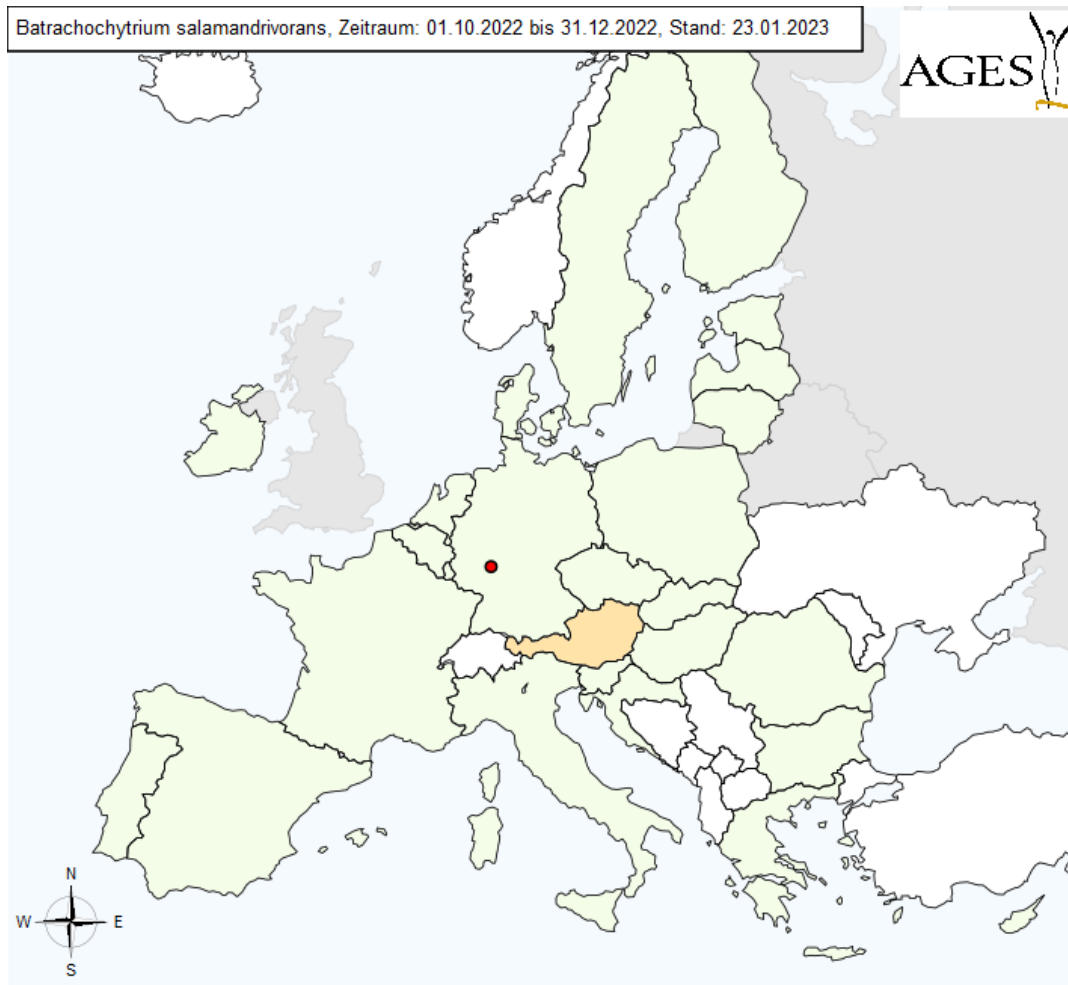 Batrachochytrium salamandrivorans, Zeitraum: 01.10.2022 bis 31.12.2022, Stand: 23.01.2023
AGES
N
W E
S